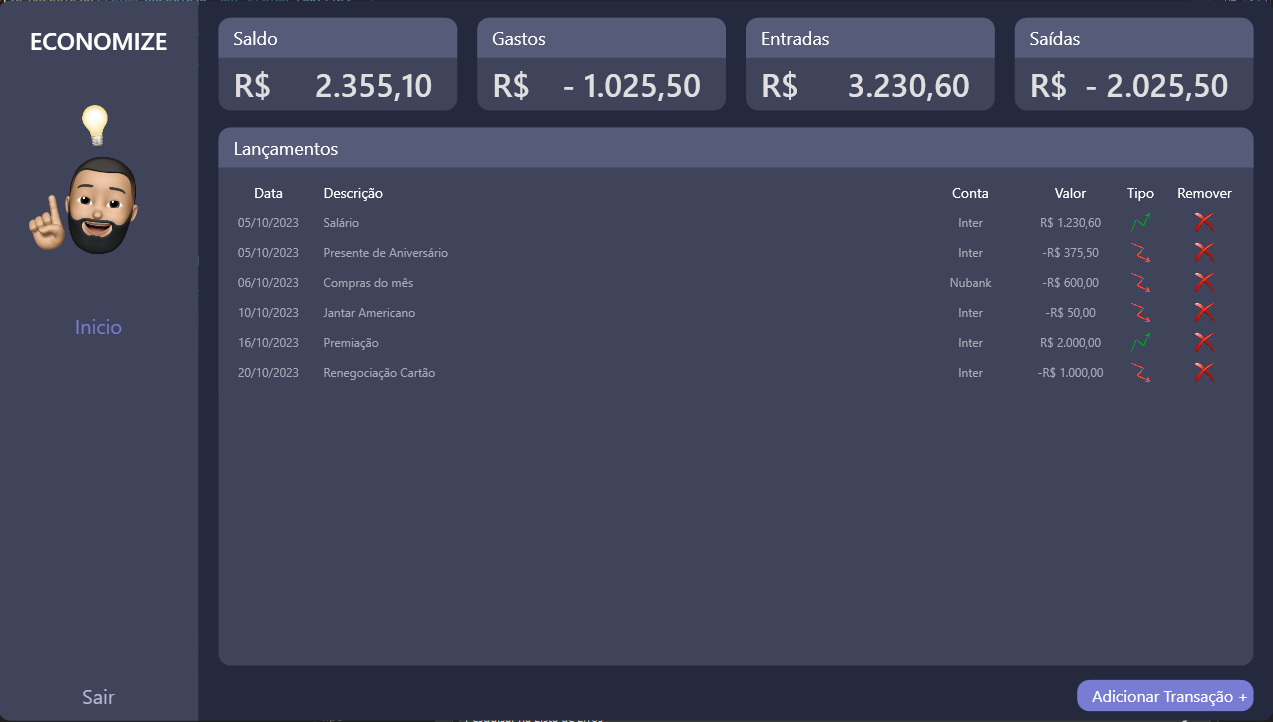 ECONOMIZE
Inicio
Sair
Saldo
R$ 2.355,10
Gastos
R$ - 1.025,50
Entradas
R$ 3.230,60
Saídas
R$ - 2.025,50
Lançamentos
Data Descrição Conta Valor Tipo Remover
05/10/2023 Salário Inter R$ 1.230,60
05/10/2023 Presente de Aniversário Inter -R$ 375,50
06/10/2023 Compras do mês Nubank -R$ 600,00
10/10/2023 Jantar Americano Inter -R$ 50,00
16/10/2023 Premiação Inter R$ 2.000,00
20/10/2023 Renegociação Cartão Inter -R$ 1.000,00
Adicionar Transação +